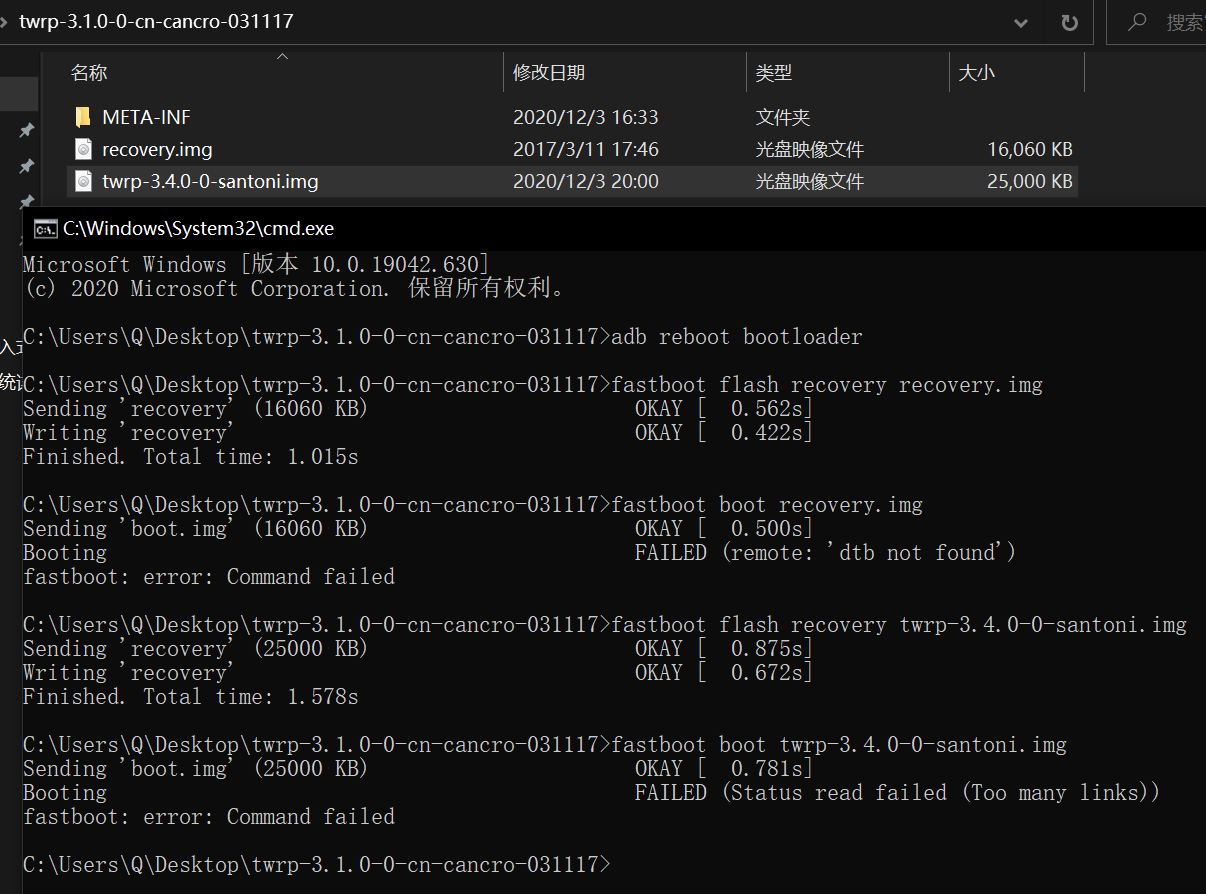 twrp-3.1.0-0-cn-cancro-031117 搜索
名称 修改日期 类型 大小
META-INF 2020/12/3 16:33 文件夹
recovery.img 2017/3/11 17:46 光盘映像文件 16,060 KB
twrp-3.4.0-0-santoni.img 2020/12/3 20:00 光盘映像文件 25,000 KB
C:\Windows\System32\cmd.exe
Microsoft Windows [版本 10.0.19042.630]
(c) 2020 Microsoft Corporation. 保留所有权利。
C:\Users\Q\Desktop\twrp-3.1.0-0-cn-cancro-031117>adb reboot bootloader
C:\Users\Q\Desktop\twrp-3.1.0-0-cn-cancro-031117>fastboot flash recovery recovery.img
Sending 'recovery' (16060 KB) OKAY [ 0.562s]
Writing 'recovery' OKAY [ 0.422s]
Finished. Total time: 1.015s
C:\Users\Q\Desktop\twrp-3.1.0-0-cn-cancro-031117>fastboot boot recovery.img
Sending 'boot.img' (16060 KB) OKAY [ 0.500s]
Booting FAILED (remote: 'dtb not found')
fastboot: error: Command failed
C:\Users\Q\Desktop\twrp-3.1.0-0-cn-cancro-031117>fastboot flash recovery twrp-3.4.0-0-santoni.img
Sending 'recovery' (25000 KB) OKAY [ 0.875s]
Writing 'recovery' OKAY [ 0.672s]
Finished. Total time: 1.578s
C:\Users\Q\Desktop\twrp-3.1.0-0-cn-cancro-031117>fastboot boot twrp-3.4.0-0-santoni.img
Sending 'boot.img' (25000 KB) OKAY [ 0.781s]
Booting FAILED (Status read failed (Too many links))
fastboot: error: Command failed
C:\Users\Q\Desktop\twrp-3.1.0-0-cn-cancro-031117>